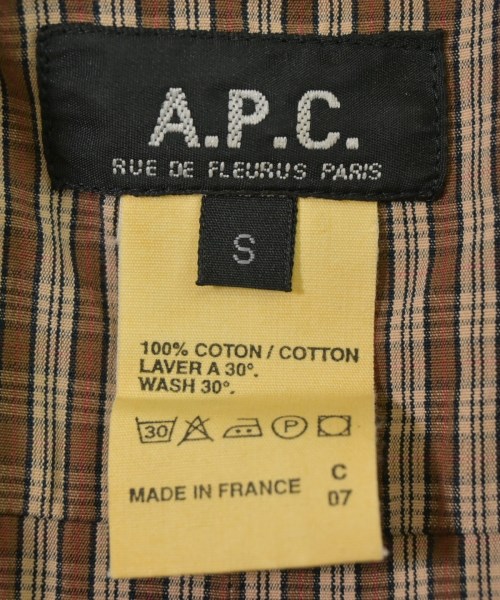 A.P.C.
RUE DE FLEURUS PARIS
S
100% COTON / COTTON
LAVER A 30°.
WASH 30°.
30 P
MADE IN FRANCE
C
07